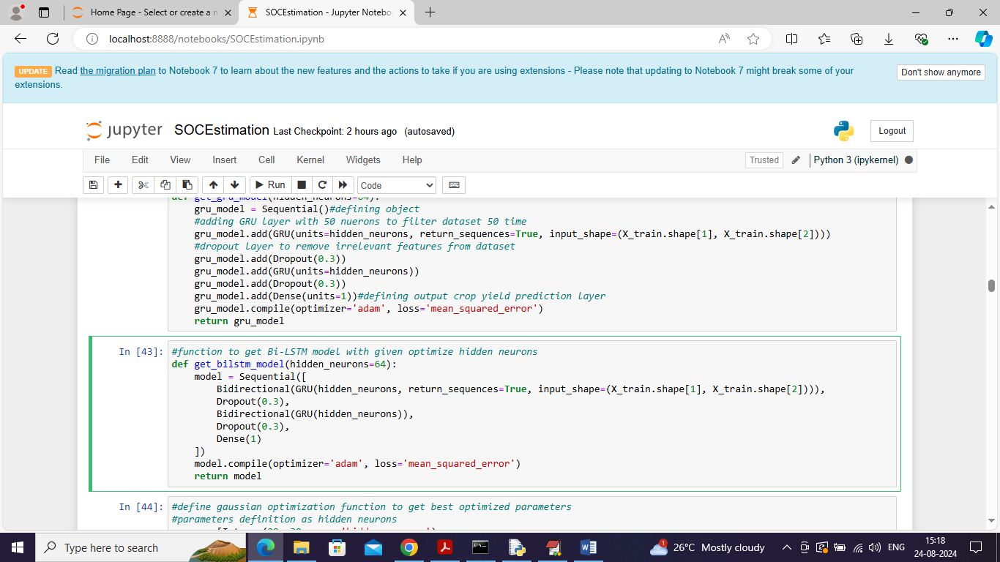 Home Page - Select or create a n
SOCEstimation - Jupyter Noteboo
localhost:8888/notebooks/SOCEstimation.ipynb
UPDATE Read the migration plan to Notebook 7 to learn about the new features and the actions to take if you are using extensions - Please note that updating to Notebook 7 might break some of your
extensions.
Don't show anymore
jupyter SOCEstimation Last Checkpoint: 2 hours ago (autosaved)
Logout
File Edit View Insert Cell Kernel Widgets Help
Trusted Python 3 (ipykernel)
Run Code
def get_gru_model(hidden_neurons=64):
gru_model = Sequential()#defining object
#adding GRU layer with 50 nuerons to filter dataset 50 time
gru_model.add(GRU(units=hidden_neurons, return_sequences=True, input_shape=(X_train.shape[1], X_train.shape[2])))
#dropout layer to remove irrelevant features from dataset
gru_model.add(Dropout(0.3))
gru_model.add(GRU(units=hidden_neurons))
gru_model.add(Dropout(0.3))
gru_model.add(Dense(units=1))#defining output crop yield prediction layer
gru_model.compile(optimizer='adam', loss='mean_squared_error')
return gru_model
In [43]: #function to get Bi-LSTM model with given optimize hidden neurons
def get_bilstm_model(hidden_neurons=64):
model = Sequential([
Bidirectional(GRU(hidden_neurons, return_sequences=True, input_shape=(X_train.shape[1], X_train.shape[2]))),
Dropout(0.3),
Bidirectional(GRU(hidden_neurons)),
Dropout(0.3),
Dense(1)
])
model.compile(optimizer='adam', loss='mean_squared_error')
return model
In [44]: #define gaussian optimization function to get best optimized parameters
#parameters definition as hidden neurons
Type here to search
1
26°C Mostly cloudy
ENG
15:18
24-08-2024